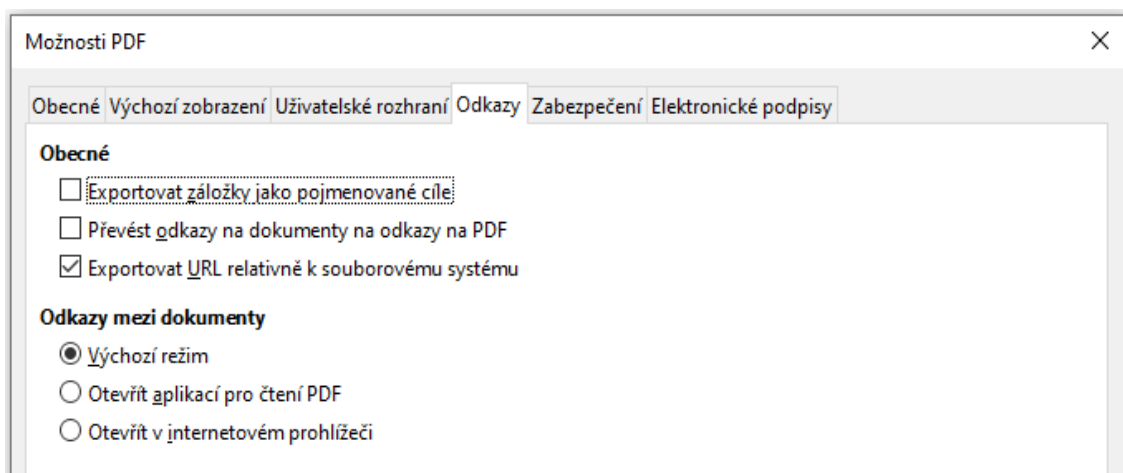 Možnosti PDF
Obecné Výchozí zobrazení Uživatelské rozhraní Odkazy Zabezpečení Elektronické podpisy
Obecné
Exportovat záložky jako pojmenované cíle
Převést odkazy na dokumenty na odkazy na PDF
Exportovat URL relativně k souborovému systému
Odkazy mezi dokumenty
Výchozí režim
Otevřít aplikací pro čtení PDF
Otevřít v internetovém prohlížeči